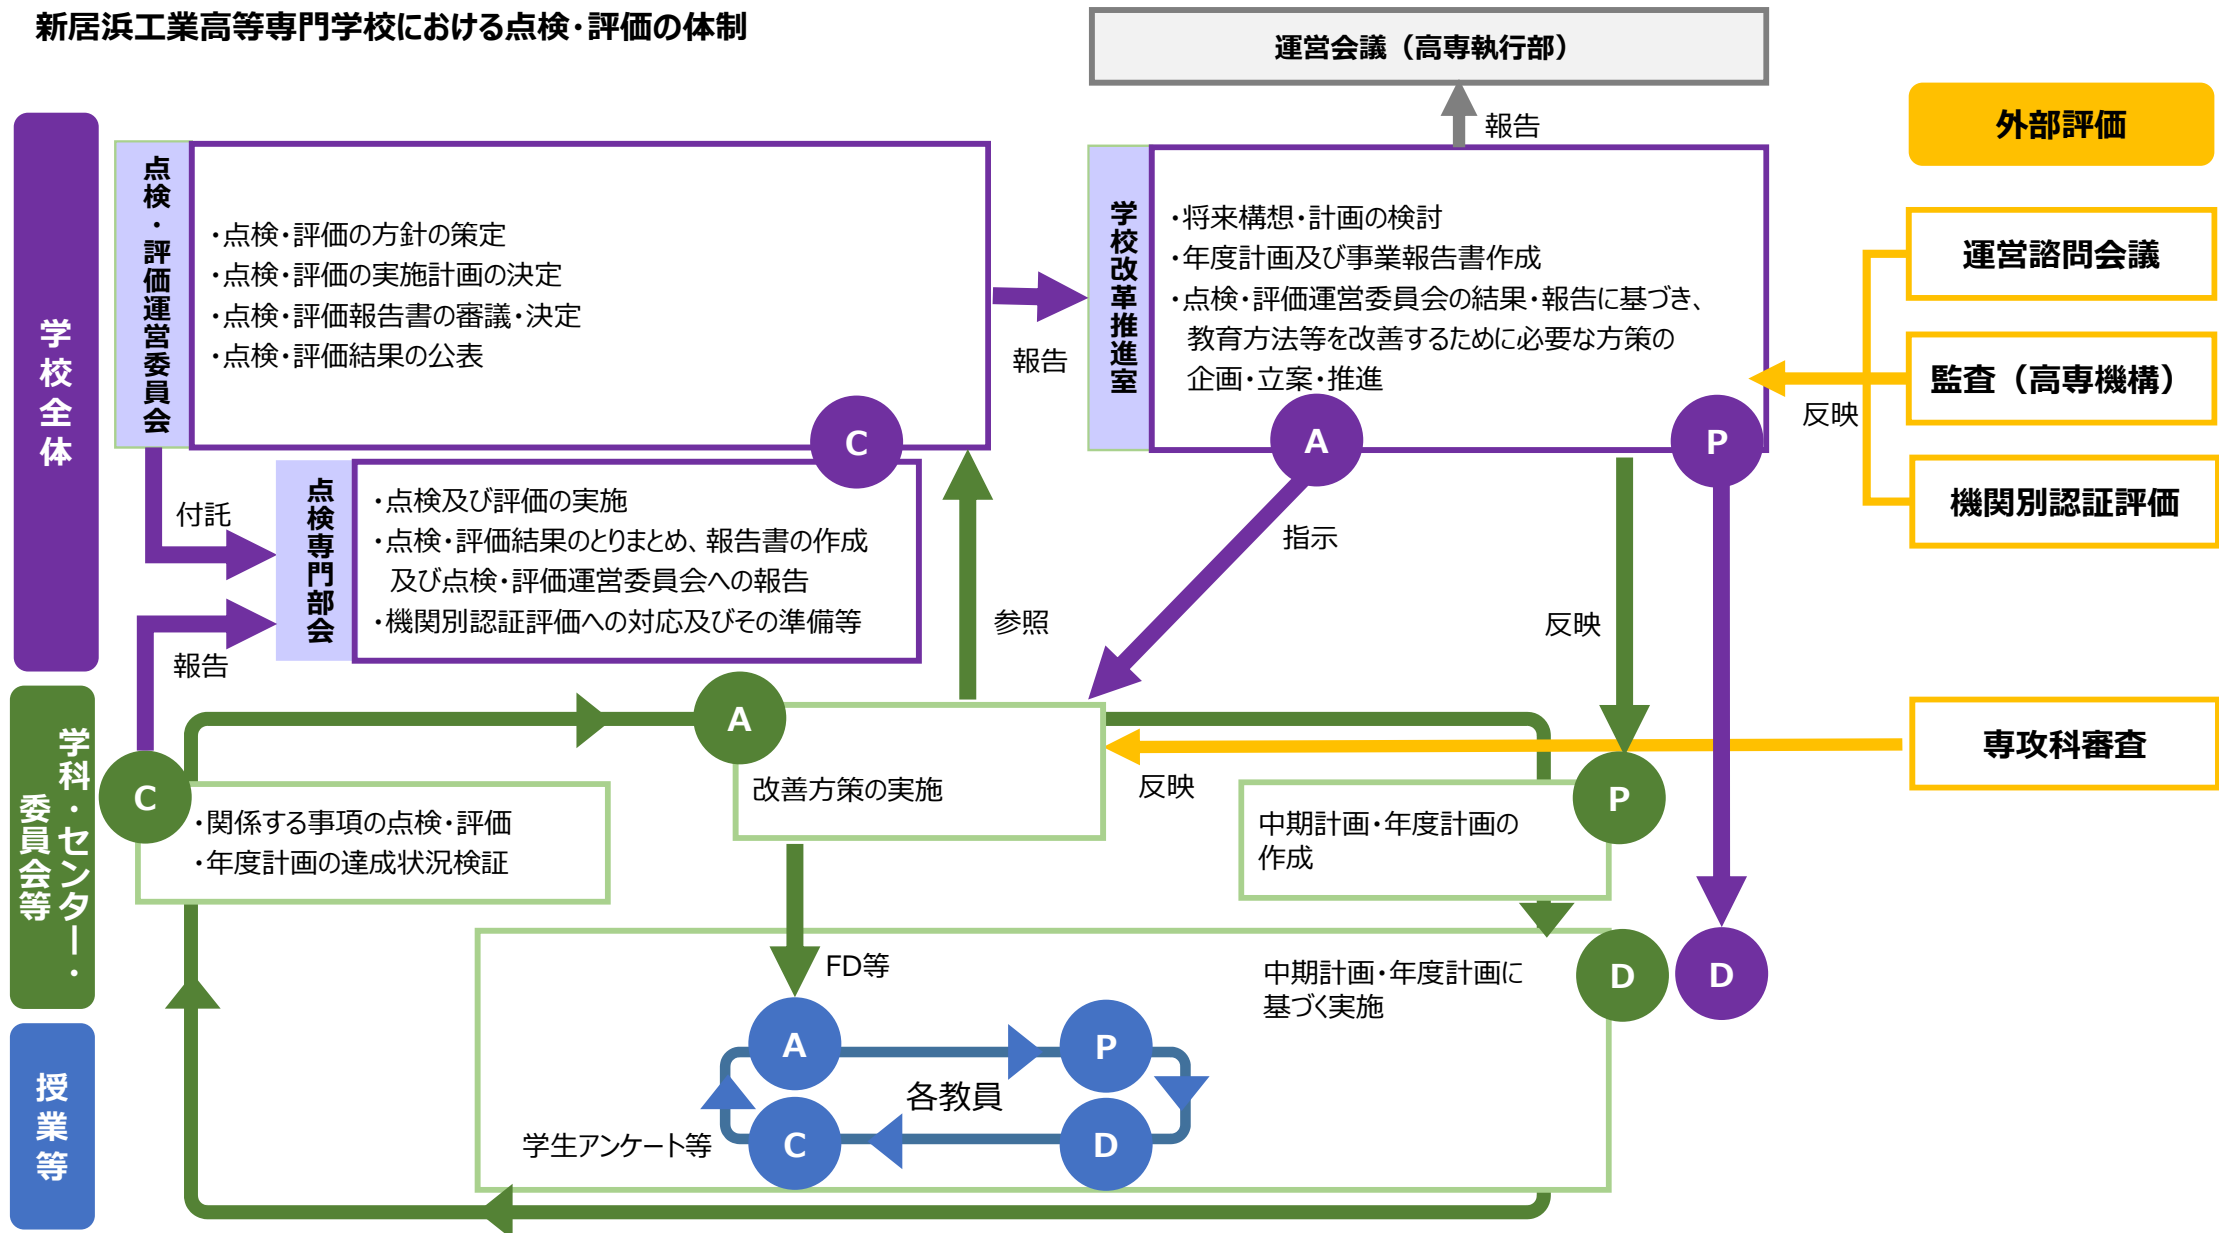 新居浜工業高等専門学校における点検・評価の体制
運営会議（高専執行部）
報告
外部評価
学校全体
点検・評価運営委員会
・点検・評価の方針の策定
・点検・評価の実施計画の決定
・点検・評価報告書の審議・決定
・点検・評価結果の公表
C
報告
学校改革推進室
・将来構想・計画の検討
・年度計画及び事業報告書作成
・点検・評価運営委員会の結果・報告に基づき、
教育方法等を改善するために必要な方策の
企画・立案・推進
A
P
運営諮問会議
監査（高専機構）
反映
機関別認証評価
付託
点検専門部会
・点検及び評価の実施
・点検・評価結果のとりまとめ、報告書の作成
及び点検・評価運営委員会への報告
・機関別認証評価への対応及びその準備等
報告
参照
指示
反映
学科・センター・
委員会等
C
・関係する事項の点検・評価
・年度計画の達成状況検証
A
改善方策の実施
反映
専攻科審査
P
中期計画・年度計画の
作成
FD等
中期計画・年度計画に
基づく実施
D
D
授業等
A
P
各教員
学生アンケート等
C
D